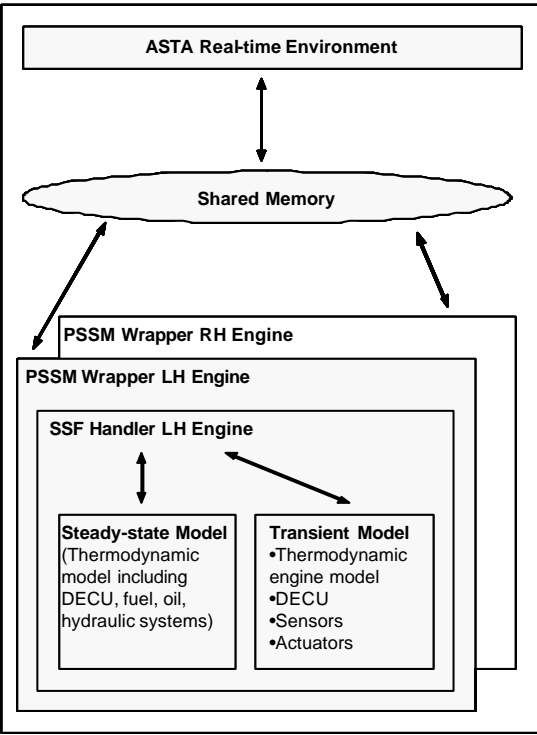 ASTA Real-time Environment
Shared Memory
PSSM Wrapper RH Engine
PSSM Wrapper LH Engine
SSF Handler LH Engine
Steady-state Model
(Thermodynamic
model including
DECU, fuel, oil,
hydraulic systems)
Transient Model
•Thermodynamic
engine model
•DECU
•Sensors
•Actuators